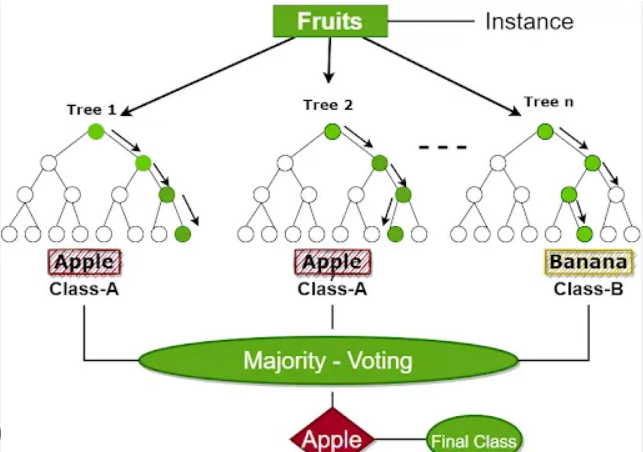 Fruits
Instance
Tree 1
Tree 2
Tree n
Apple
Class-A
Apple
Class-A
Banana
Class-B
Majority - Voting
Apple
Final Class